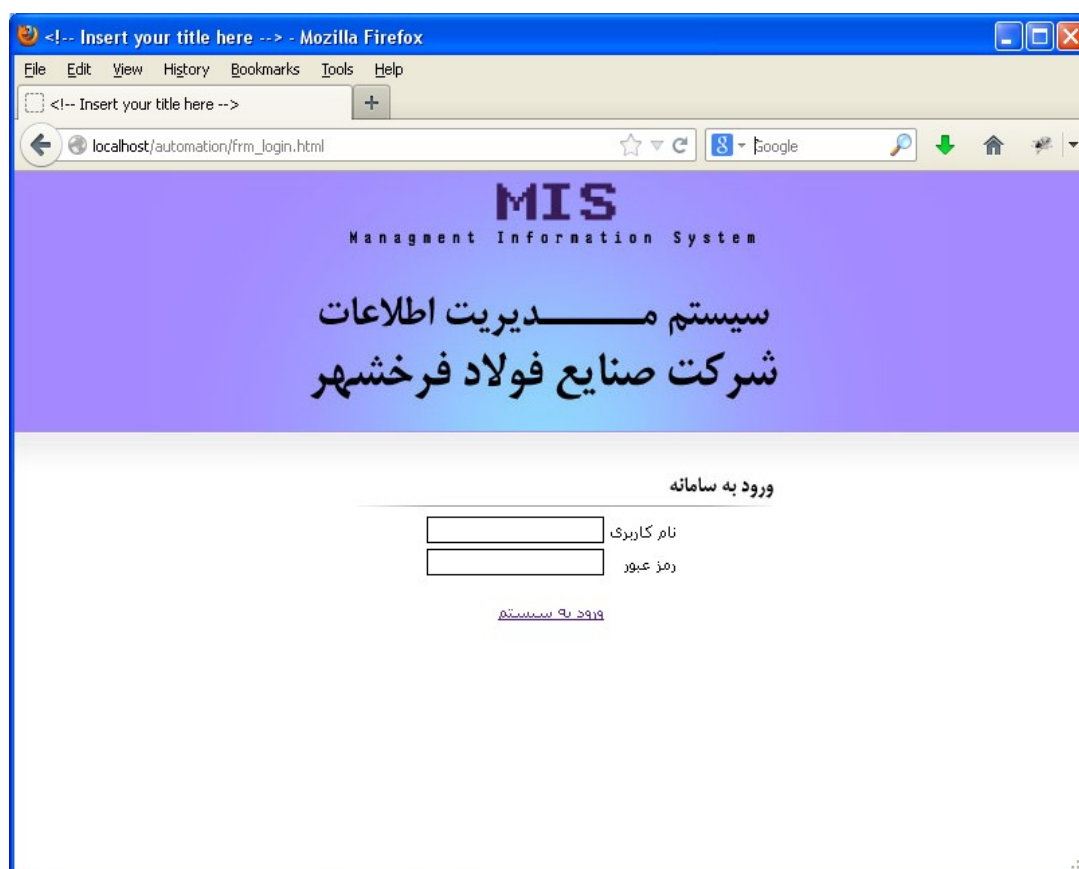 <!-- Insert your title here --> - Mozilla Firefox
File Edit View History Bookmarks Tools Help
<!-- Insert your title here -->
localhost/automation/frm_login.html
Google
MIS
Managment Information System
سیستم مـــــــدیریت اطلاعات
شرکت صنایع فولاد فرخشهر
ورود به سامانه
نام کاربری
رمز عبور
ورود به سیستم